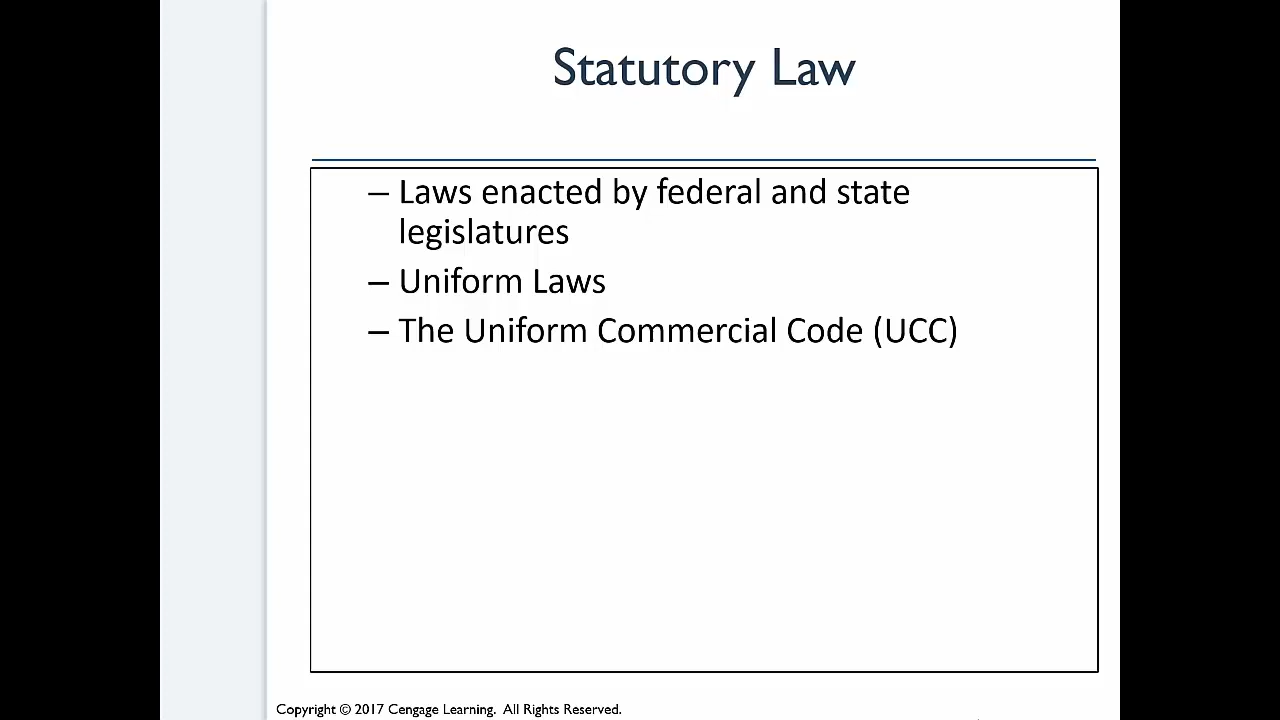 Statutory Law
– Laws enacted by federal and state
legislatures
– Uniform Laws
– The Uniform Commercial Code (UCC)
Copyright © 2017 Cengage Learning. All Rights Reserved.